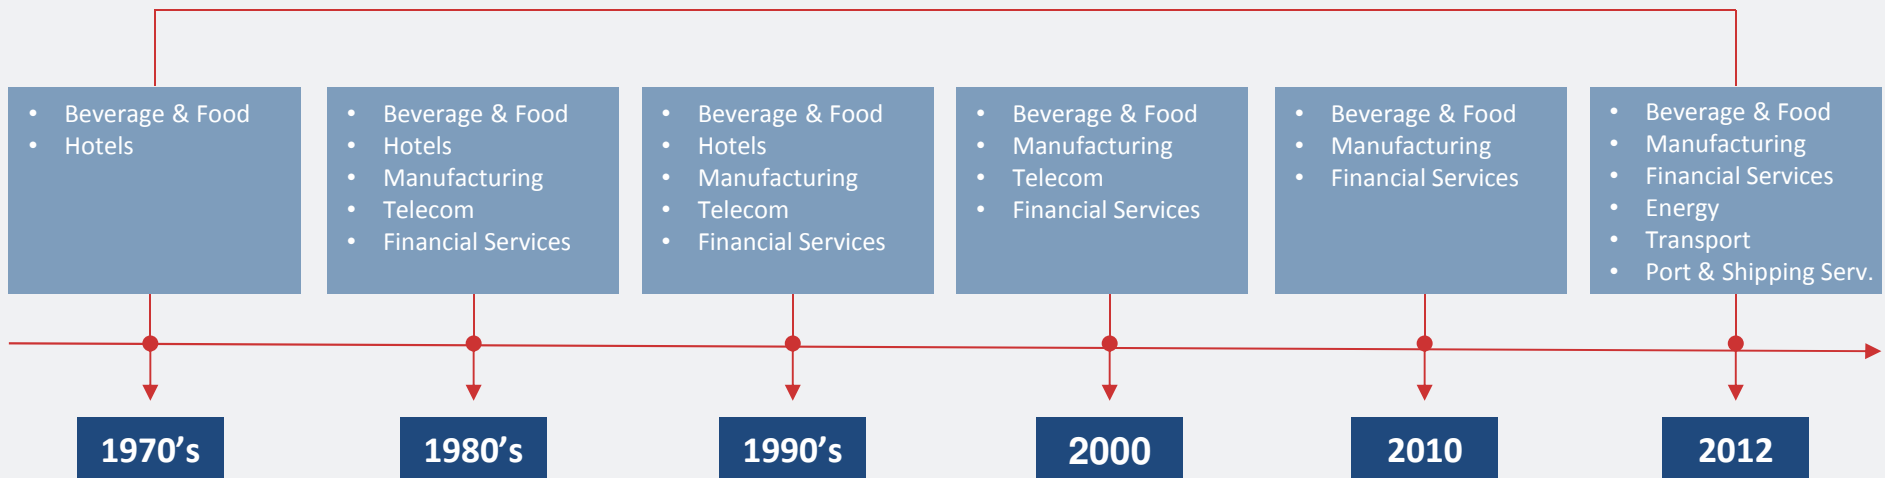 • Beverage & Food
• Hotels
• Beverage & Food
• Hotels
• Manufacturing
• Telecom
• Financial Services
• Beverage & Food
• Hotels
• Manufacturing
• Telecom
• Financial Services
• Beverage & Food
• Manufacturing
• Telecom
• Financial Services
• Beverage & Food
• Manufacturing
• Financial Services
• Beverage & Food
• Manufacturing
• Financial Services
• Energy
• Transport
• Port & Shipping Serv.
1970’s
1980’s
1990’s
2000
2010
2012